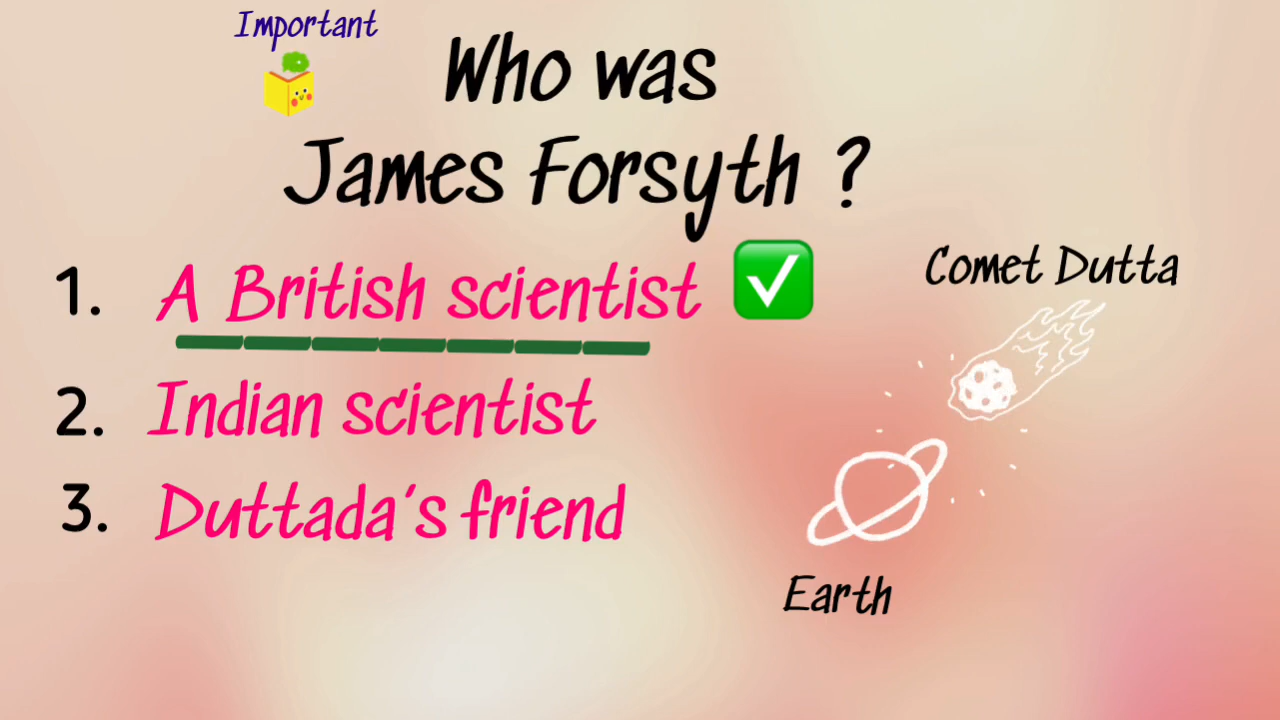 Important
Who was
James Forsyth ?
1. A British scientist ✅
Comet Dutta
2. Indian scientist
3. Duttada's friend
Earth